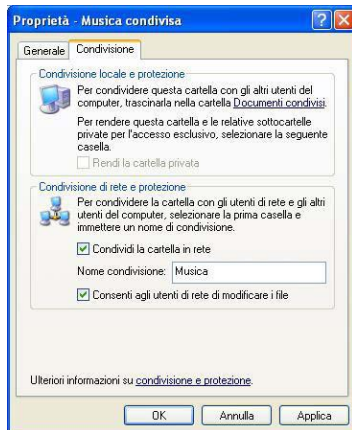 Proprietà - Musica condivisa
Generale Condivisione
Condivisione locale e protezione
Per condividere questa cartella con gli altri utenti del
computer, trascinarla nella cartella Documenti condivisi.
Per rendere questa cartella e le relative sottocartelle
private per l'accesso esclusivo, selezionare la seguente
casella.
Rendi la cartella privata
Condivisione di rete e protezione
Per condividere la cartella con gli utenti di rete e gli altri
utenti del computer, selezionare la prima casella e
immettere un nome di condivisione.
Condividi la cartella in rete
Nome condivisione: Musica
Consenti agli utenti di rete di modificare i file
Ulteriori informazioni su condivisione e protezione.
OK Annulla Applica